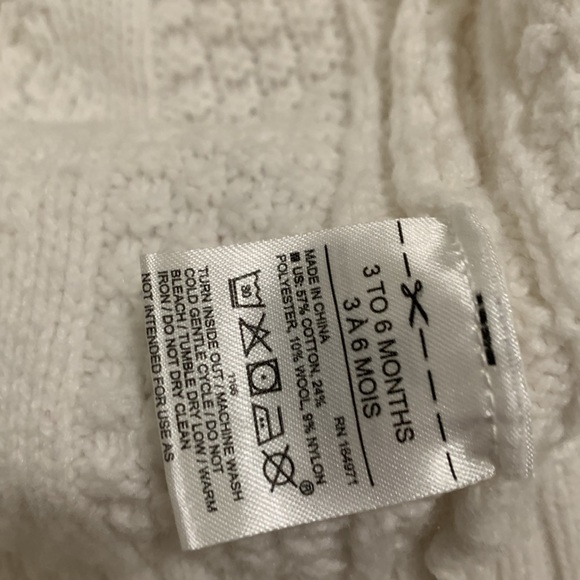 3 TO 6 MONTHS
3 À 6 MOIS
RN 164971
MADE IN CHINA
US: 57% COTTON, 24%
POLYESTER, 10% WOOL, 9% NYLON
30
TURN INSIDE OUT / MACHINE WASH
COLD GENTLE CYCLE / DO NOT
BLEACH / TUMBLE DRY LOW / WARM
IRON / DO NOT DRY CLEAN
NOT INTENDED FOR USE AS